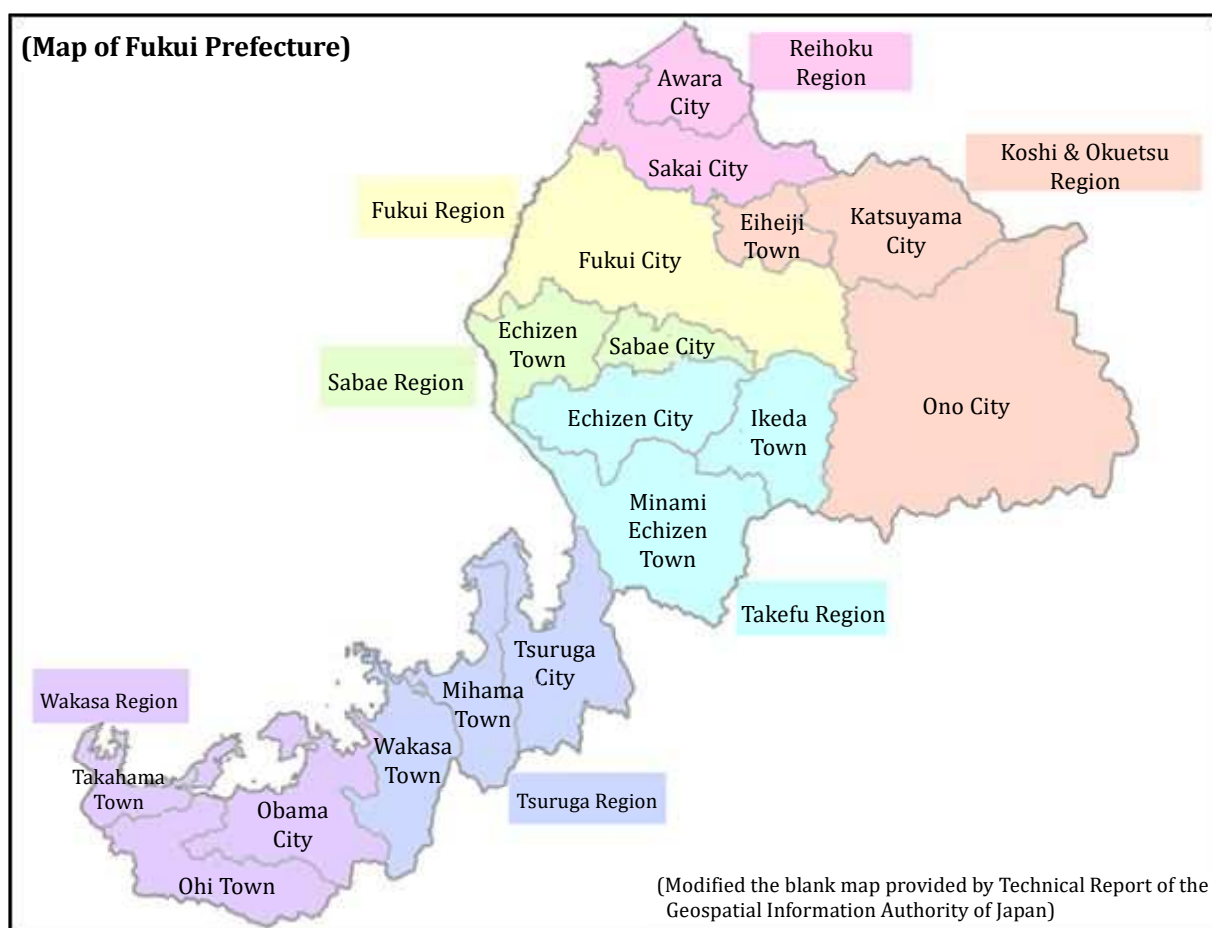 (Map of Fukui Prefecture)
Reihoku
Region
Awara
City
Sakai City
Koshi & Okuetsu
Region
Fukui Region
Eiheiji
Town
Katsuyama
City
Fukui City
Echizen
Town
Sabae City
Sabae Region
Echizen City
Ikeda
Town
Ono City
Minami
Echizen
Town
Takefu Region
Tsuruga
City
Mihama
Town
Wakasa Region
Wakasa
Town
Takahama
Town
Tsuruga Region
Obama
City
Ohi Town
(Modified the blank map provided by Technical Report of the
Geospatial Information Authority of Japan)